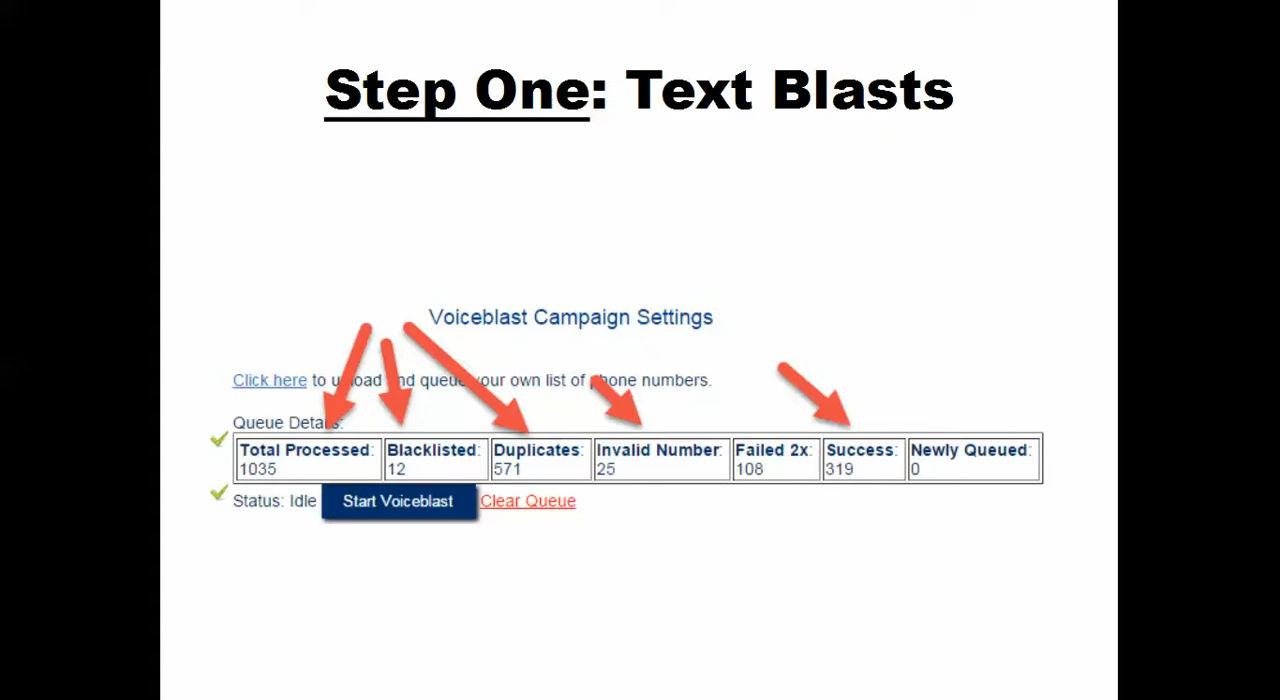 Step One: Text Blasts
Voiceblast Campaign Settings
Click here to upload and queue your own list of phone numbers.
Queue Details:
Total Processed: Blacklisted: Duplicates: Invalid Number: Failed 2x: Success: Newly Queued:
1035 12 571 25 108 319 0
Status: Idle Start Voiceblast Clear Queue